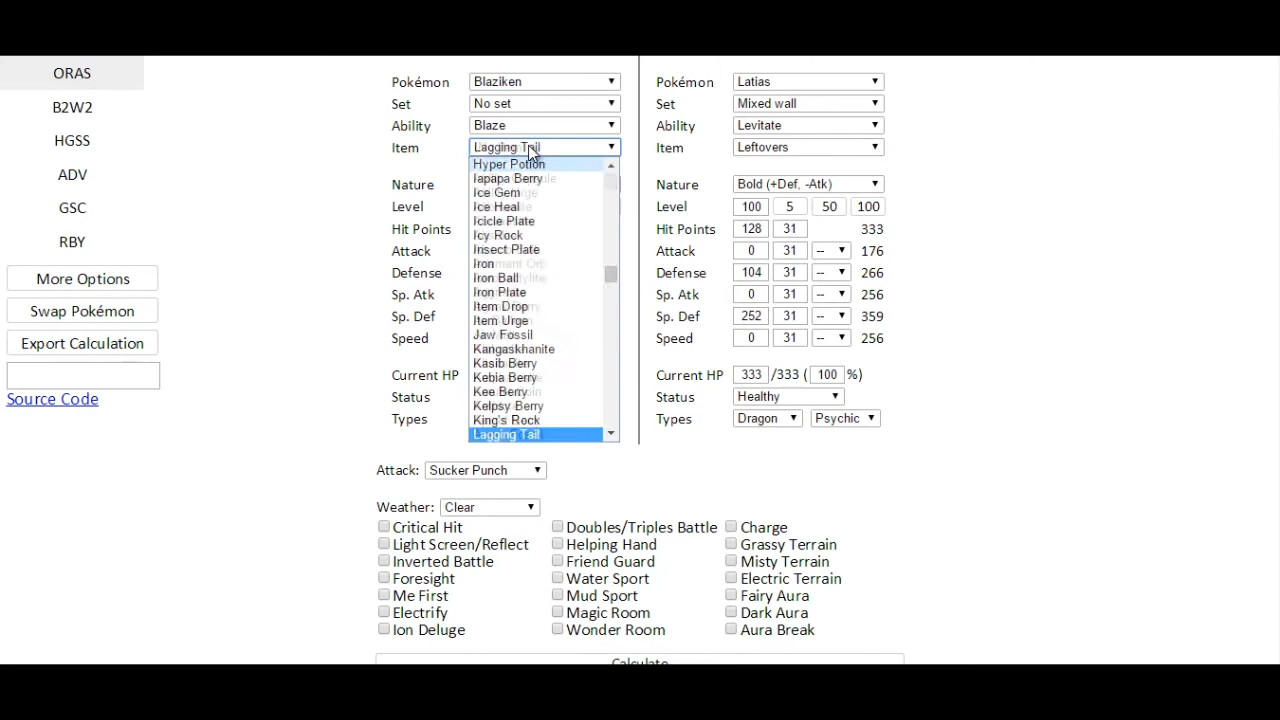 ORAS
B2W2
HGSS
ADV
GSC
RBY
More Options
Swap Pokémon
Export Calculation
Source Code
Pokémon Blaziken
Set No set
Ability Blaze
Item Lagging Tail
Hyper Potion
Iapapa Berry
Ice Gem
Ice Heal
Icicle Plate
Icy Rock
Insect Plate
Iron
Iron Ball
Iron Plate
Item Drop
Item Urge
Jaw Fossil
Kangaskhanite
Kasib Berry
Kebia Berry
Kee Berry
Kelpsy Berry
King's Rock
Lagging Tail
Nature
Level
Hit Points
Attack
Defense
Sp. Atk
Sp. Def
Speed
Current HP
Status
Types
Pokémon Latias
Set Mixed wall
Ability Levitate
Item Leftovers
Nature Bold (+Def, -Atk)
Level 100 5 50 100
Hit Points 128 31 333
Attack 0 31 -- 176
Defense 104 31 -- 266
Sp. Atk 0 31 -- 256
Sp. Def 252 31 -- 359
Speed 0 31 -- 256
Current HP 333 /333 ( 100 %)
Status Healthy
Types Dragon Psychic
Attack: Sucker Punch
Weather: Clear
Critical Hit Doubles/Triples Battle Charge
Light Screen/Reflect Helping Hand Grassy Terrain
Inverted Battle Friend Guard Misty Terrain
Foresight Water Sport Electric Terrain
Me First Mud Sport Fairy Aura
Electrify Magic Room Dark Aura
Ion Deluge Wonder Room Aura Break
Calculate